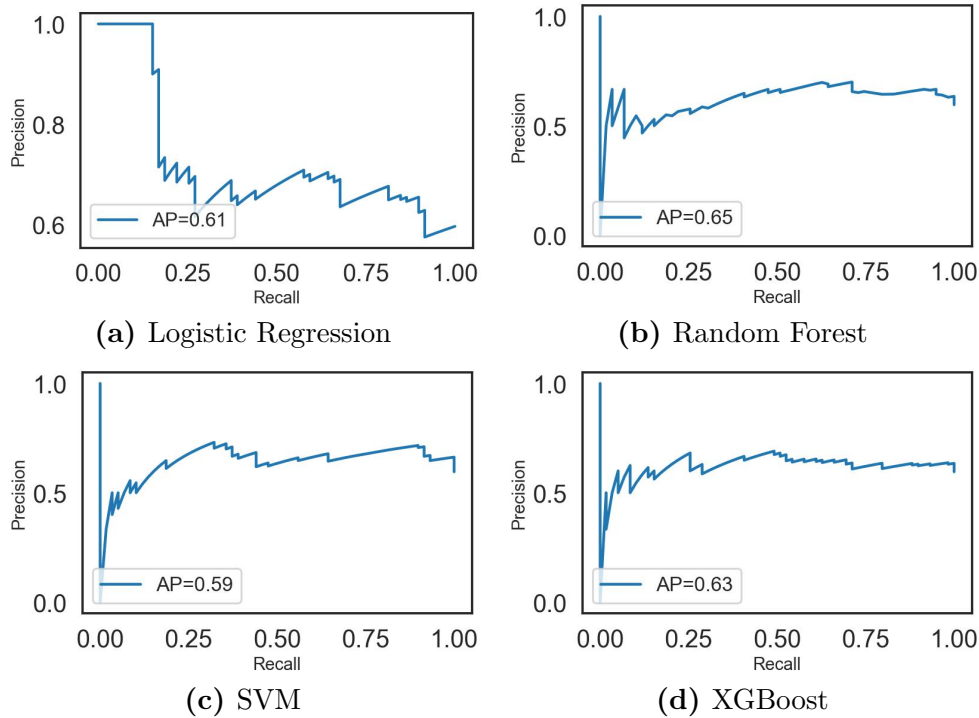 1.0
0.8
0.6
Precision
AP=0.61
0.00 0.25 0.50 0.75 1.00
Recall
(a) Logistic Regression
1.0
0.5
0.0
Precision
AP=0.65
0.00 0.25 0.50 0.75 1.00
Recall
(b) Random Forest
1.0
0.5
0.0
Precision
AP=0.59
0.00 0.25 0.50 0.75 1.00
Recall
(c) SVM
1.0
0.5
0.0
Precision
AP=0.63
0.00 0.25 0.50 0.75 1.00
Recall
(d) XGBoost